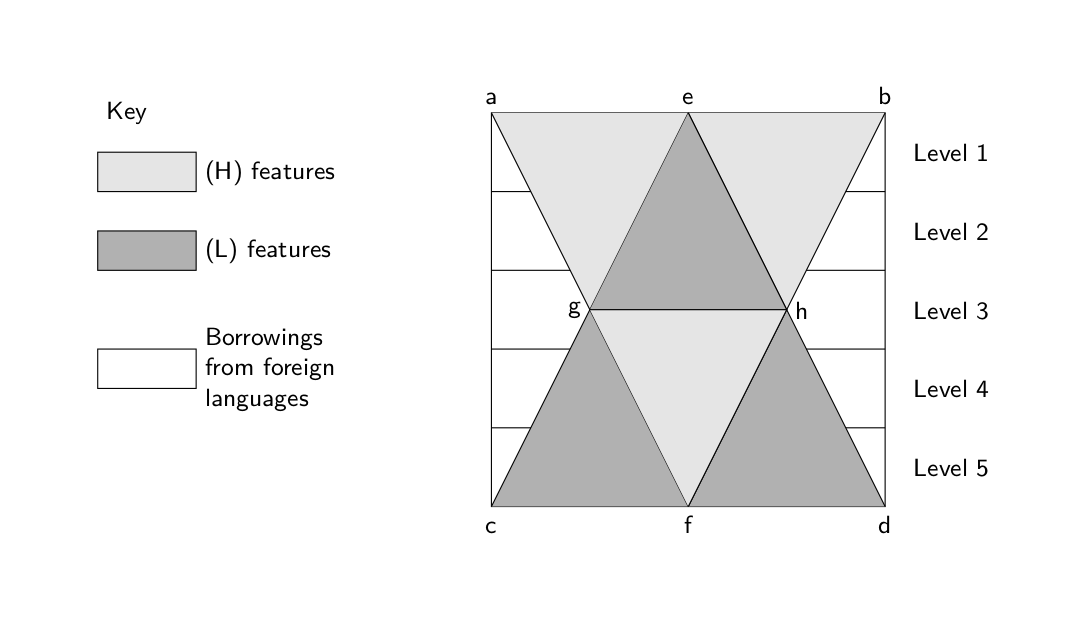 Key
(H) features
(L) features
Borrowings
from foreign
languages
a
e
b
Level 1
Level 2
g
h
Level 3
Level 4
Level 5
c
f
d